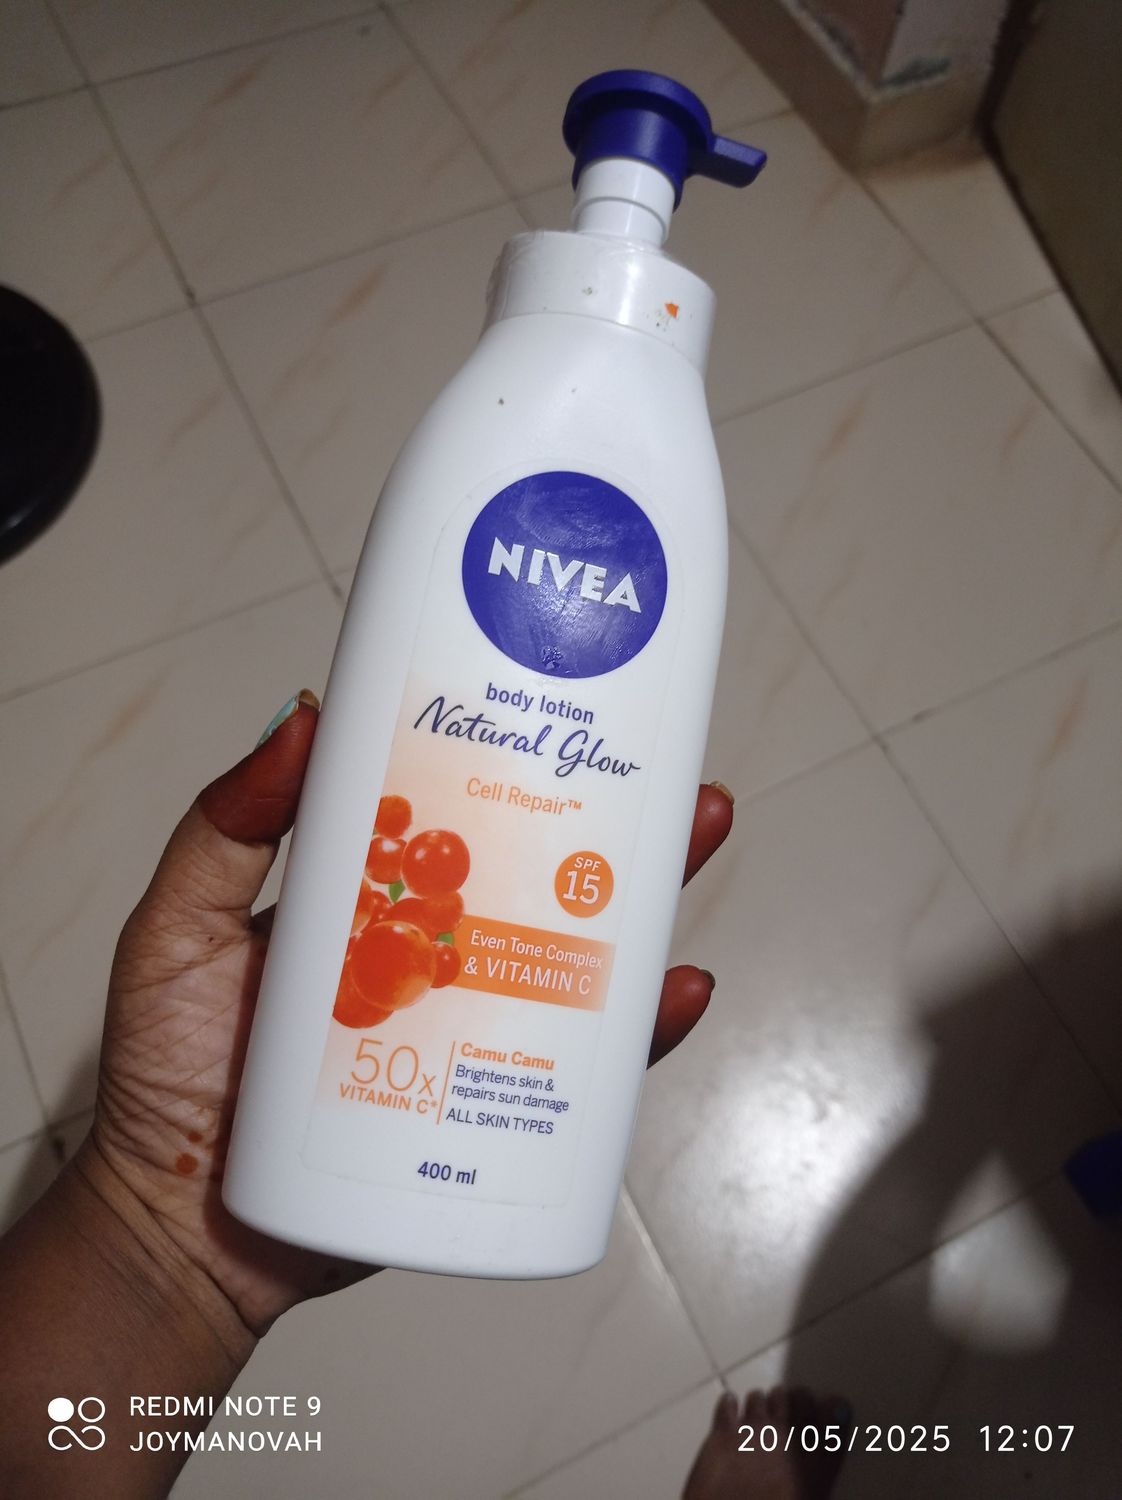 NIVEA
body lotion
Natural Glow
Cell Repair™
SPF
15
Even Tone Complex
& VITAMIN C
50x
VITAMIN C*
Camu Camu
Brightens skin &
repairs sun damage
ALL SKIN TYPES
400 ml
REDMI NOTE 9
JOYMANOVAH
20/05/2025 12:07